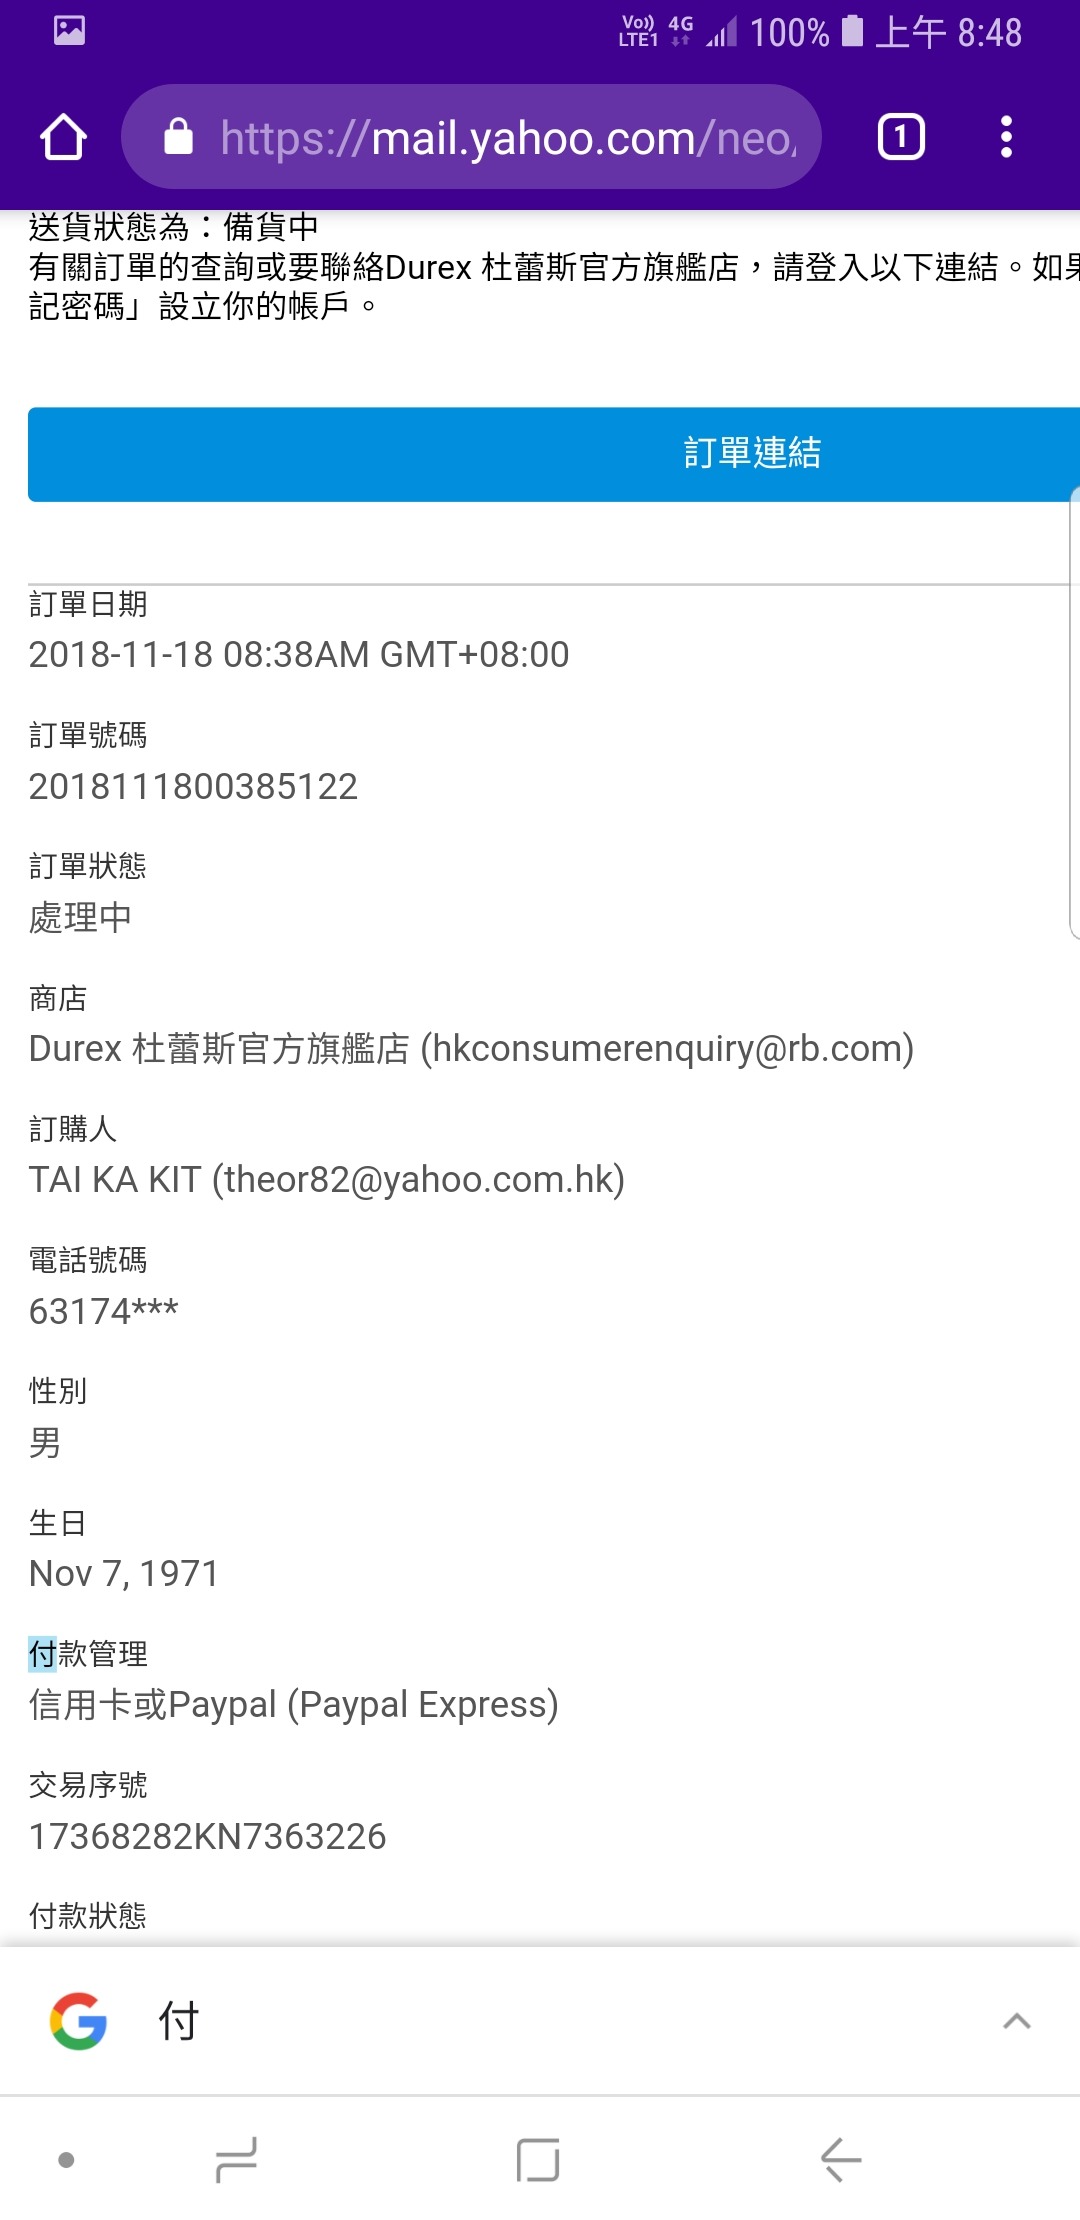 Vo)) LTE1 4G 100% 上午 8:48
https://mail.yahoo.com/neo/ 1
送貨狀態為：備貨中
有關訂單的查詢或要聯絡Durex 杜蕾斯官方旗艦店，請登入以下連結。如果
記密碼」設立你的帳戶。
訂單連結
訂單日期
2018-11-18 08:38AM GMT+08:00
訂單號碼
2018111800385122
訂單狀態
處理中
商店
Durex 杜蕾斯官方旗艦店 (hkconsumerenquiry@rb.com)
訂購人
TAI KA KIT (theor82@yahoo.com.hk)
電話號碼
63174***
性別
男
生日
Nov 7, 1971
付款管理
信用卡或Paypal (Paypal Express)
交易序號
17368282KN7363226
付款狀態
付